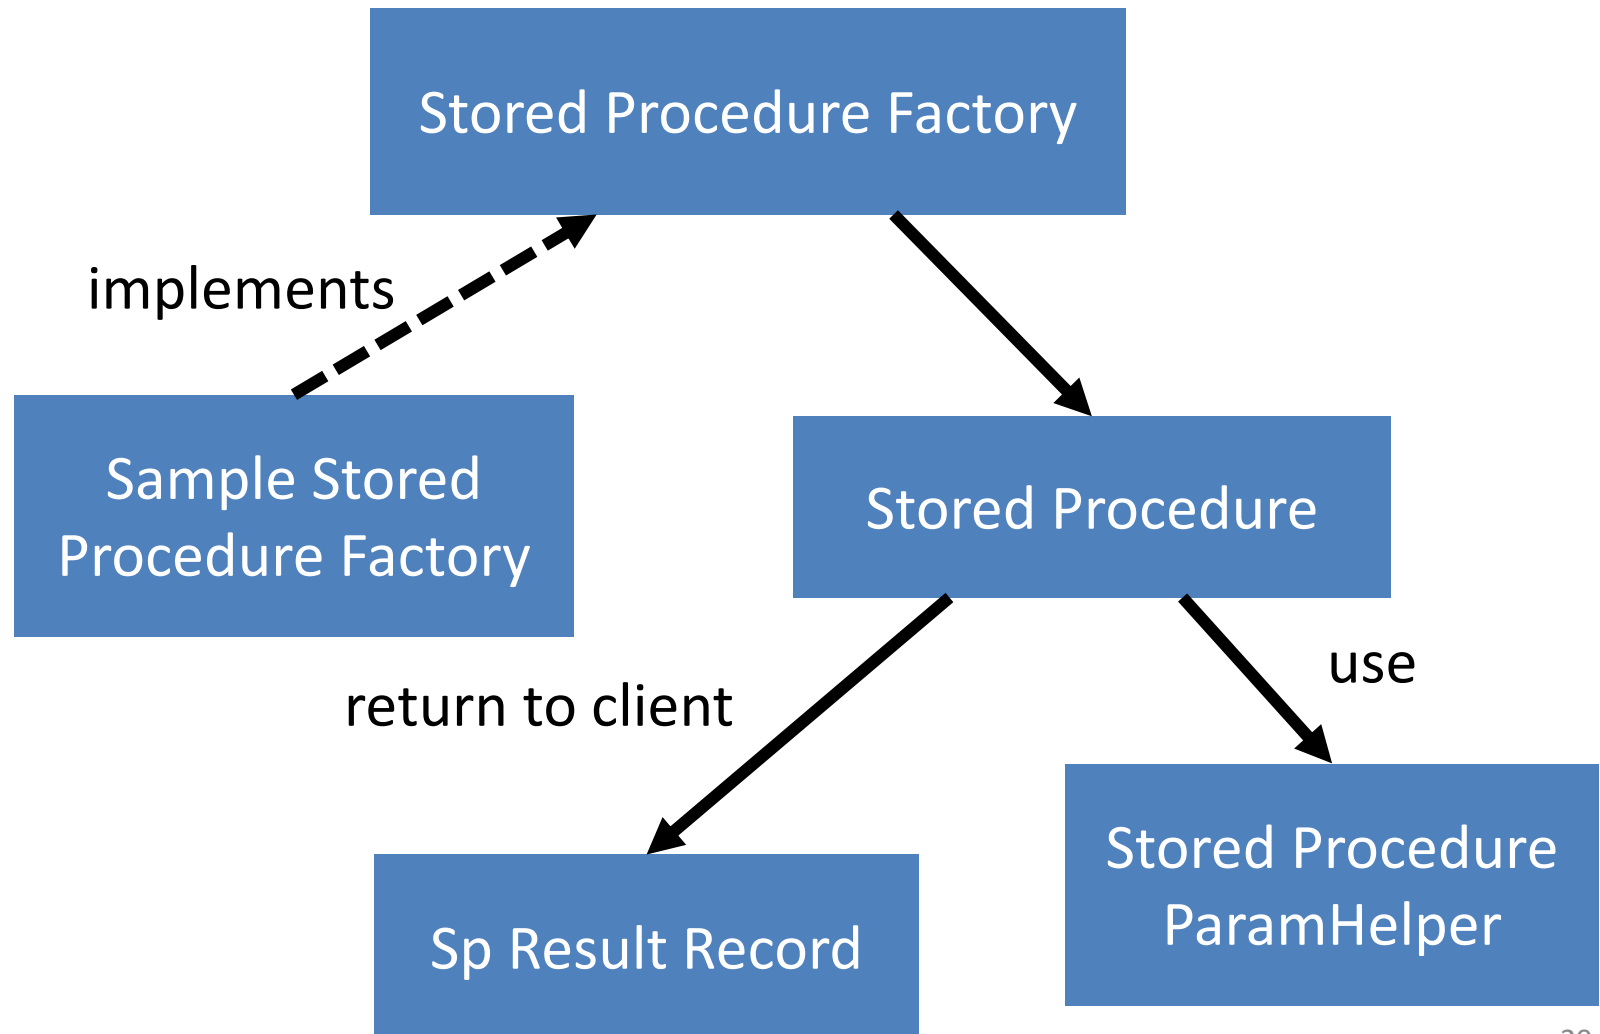 Stored Procedure Factory
implements
Sample Stored
Procedure Factory
Stored Procedure
return to client
use
Stored Procedure
ParamHelper
Sp Result Record